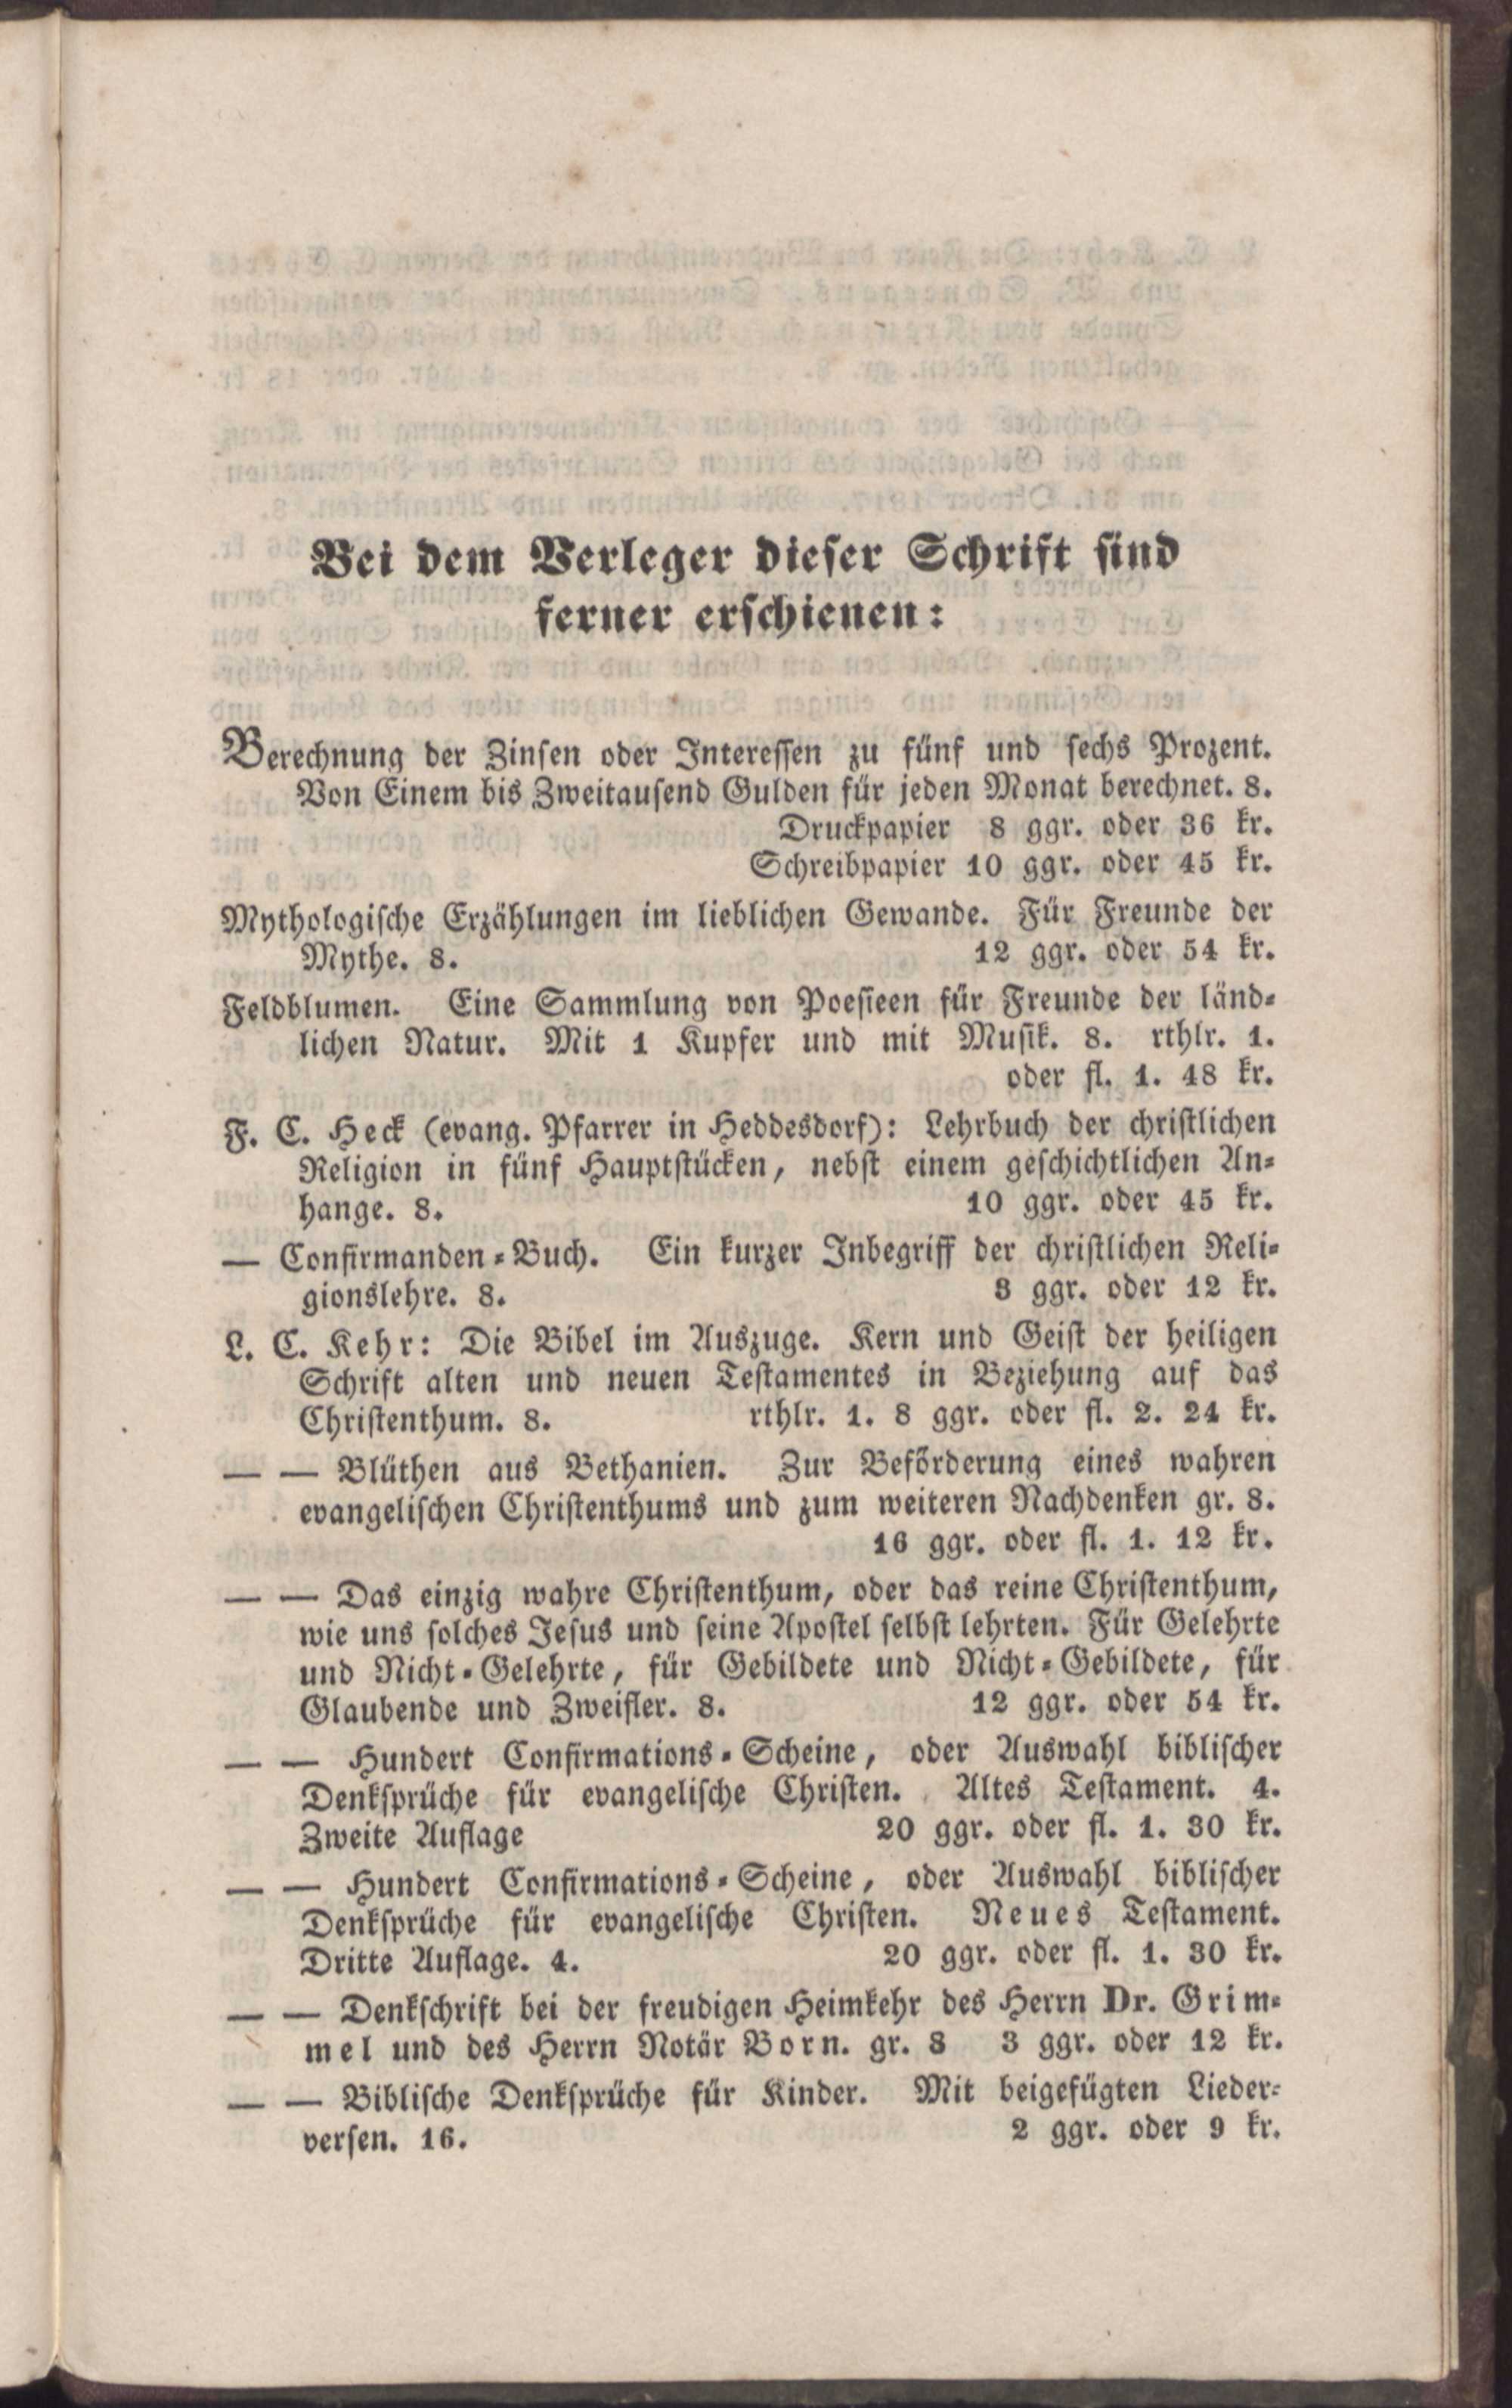 Bei dem Verleger dieser Schrift sind
ferner erschienen:
Berechnung der Zinsen oder Interessen zu fünf und sechs Prozent.
Von Einem bis Zweitausend Gulden für jeden Monat berechnet. 8.
Druckpapier 8 ggr. oder 36 kr.
Schreibpapier 10 ggr. oder 45 kr.
Mythologische Erzählungen im lieblichen Gewande. Für Freunde der
Mythe. 8. 12 ggr. oder 54 kr.
Feldblumen. Eine Sammlung von Poesieen für Freunde der länd-
lichen Natur. Mit 1 Kupfer und mit Musik. 8. rthlr. 1.
oder fl. 1. 48 kr.
F. C. Heck (evang. Pfarrer in Heddesdorf): Lehrbuch der christlichen
Religion in fünf Hauptstücken, nebst einem geschichtlichen An-
hange. 8. 10 ggr. oder 45 kr.
— Confirmanden-Buch. Ein kurzer Inbegriff der christlichen Reli-
gionslehre. 8. 3 ggr. oder 12 kr.
L. C. Kehr: Die Bibel im Auszuge. Kern und Geist der heiligen
Schrift alten und neuen Testamentes in Beziehung auf das
Christenthum. 8. rthlr. 1. 8 ggr. oder fl. 2. 24 kr.
— — Blüthen aus Bethanien. Zur Beförderung eines wahren
evangelischen Christenthums und zum weiteren Nachdenken gr. 8.
16 ggr. oder fl. 1. 12 kr.
— — Das einzig wahre Christenthum, oder das reine Christenthum,
wie uns solches Jesus und seine Apostel selbst lehrten. Für Gelehrte
und Nicht-Gelehrte, für Gebildete und Nicht-Gebildete, für
Glaubende und Zweifler. 8. 12 ggr. oder 54 kr.
— — Hundert Confirmations-Scheine, oder Auswahl biblischer
Denksprüche für evangelische Christen. Altes Testament. 4.
Zweite Auflage 20 ggr. oder fl. 1. 30 kr.
— — Hundert Confirmations-Scheine, oder Auswahl biblischer
Denksprüche für evangelische Christen. Neues Testament.
Dritte Auflage. 4. 20 ggr. oder fl. 1. 30 kr.
— — Denkschrift bei der freudigen Heimkehr des Herrn Dr. Grim-
mel und des Herrn Notär Born. gr. 8 3 ggr. oder 12 kr.
— — Biblische Denksprüche für Kinder. Mit beigefügten Lieder-
versen. 16. 2 ggr. oder 9 kr.